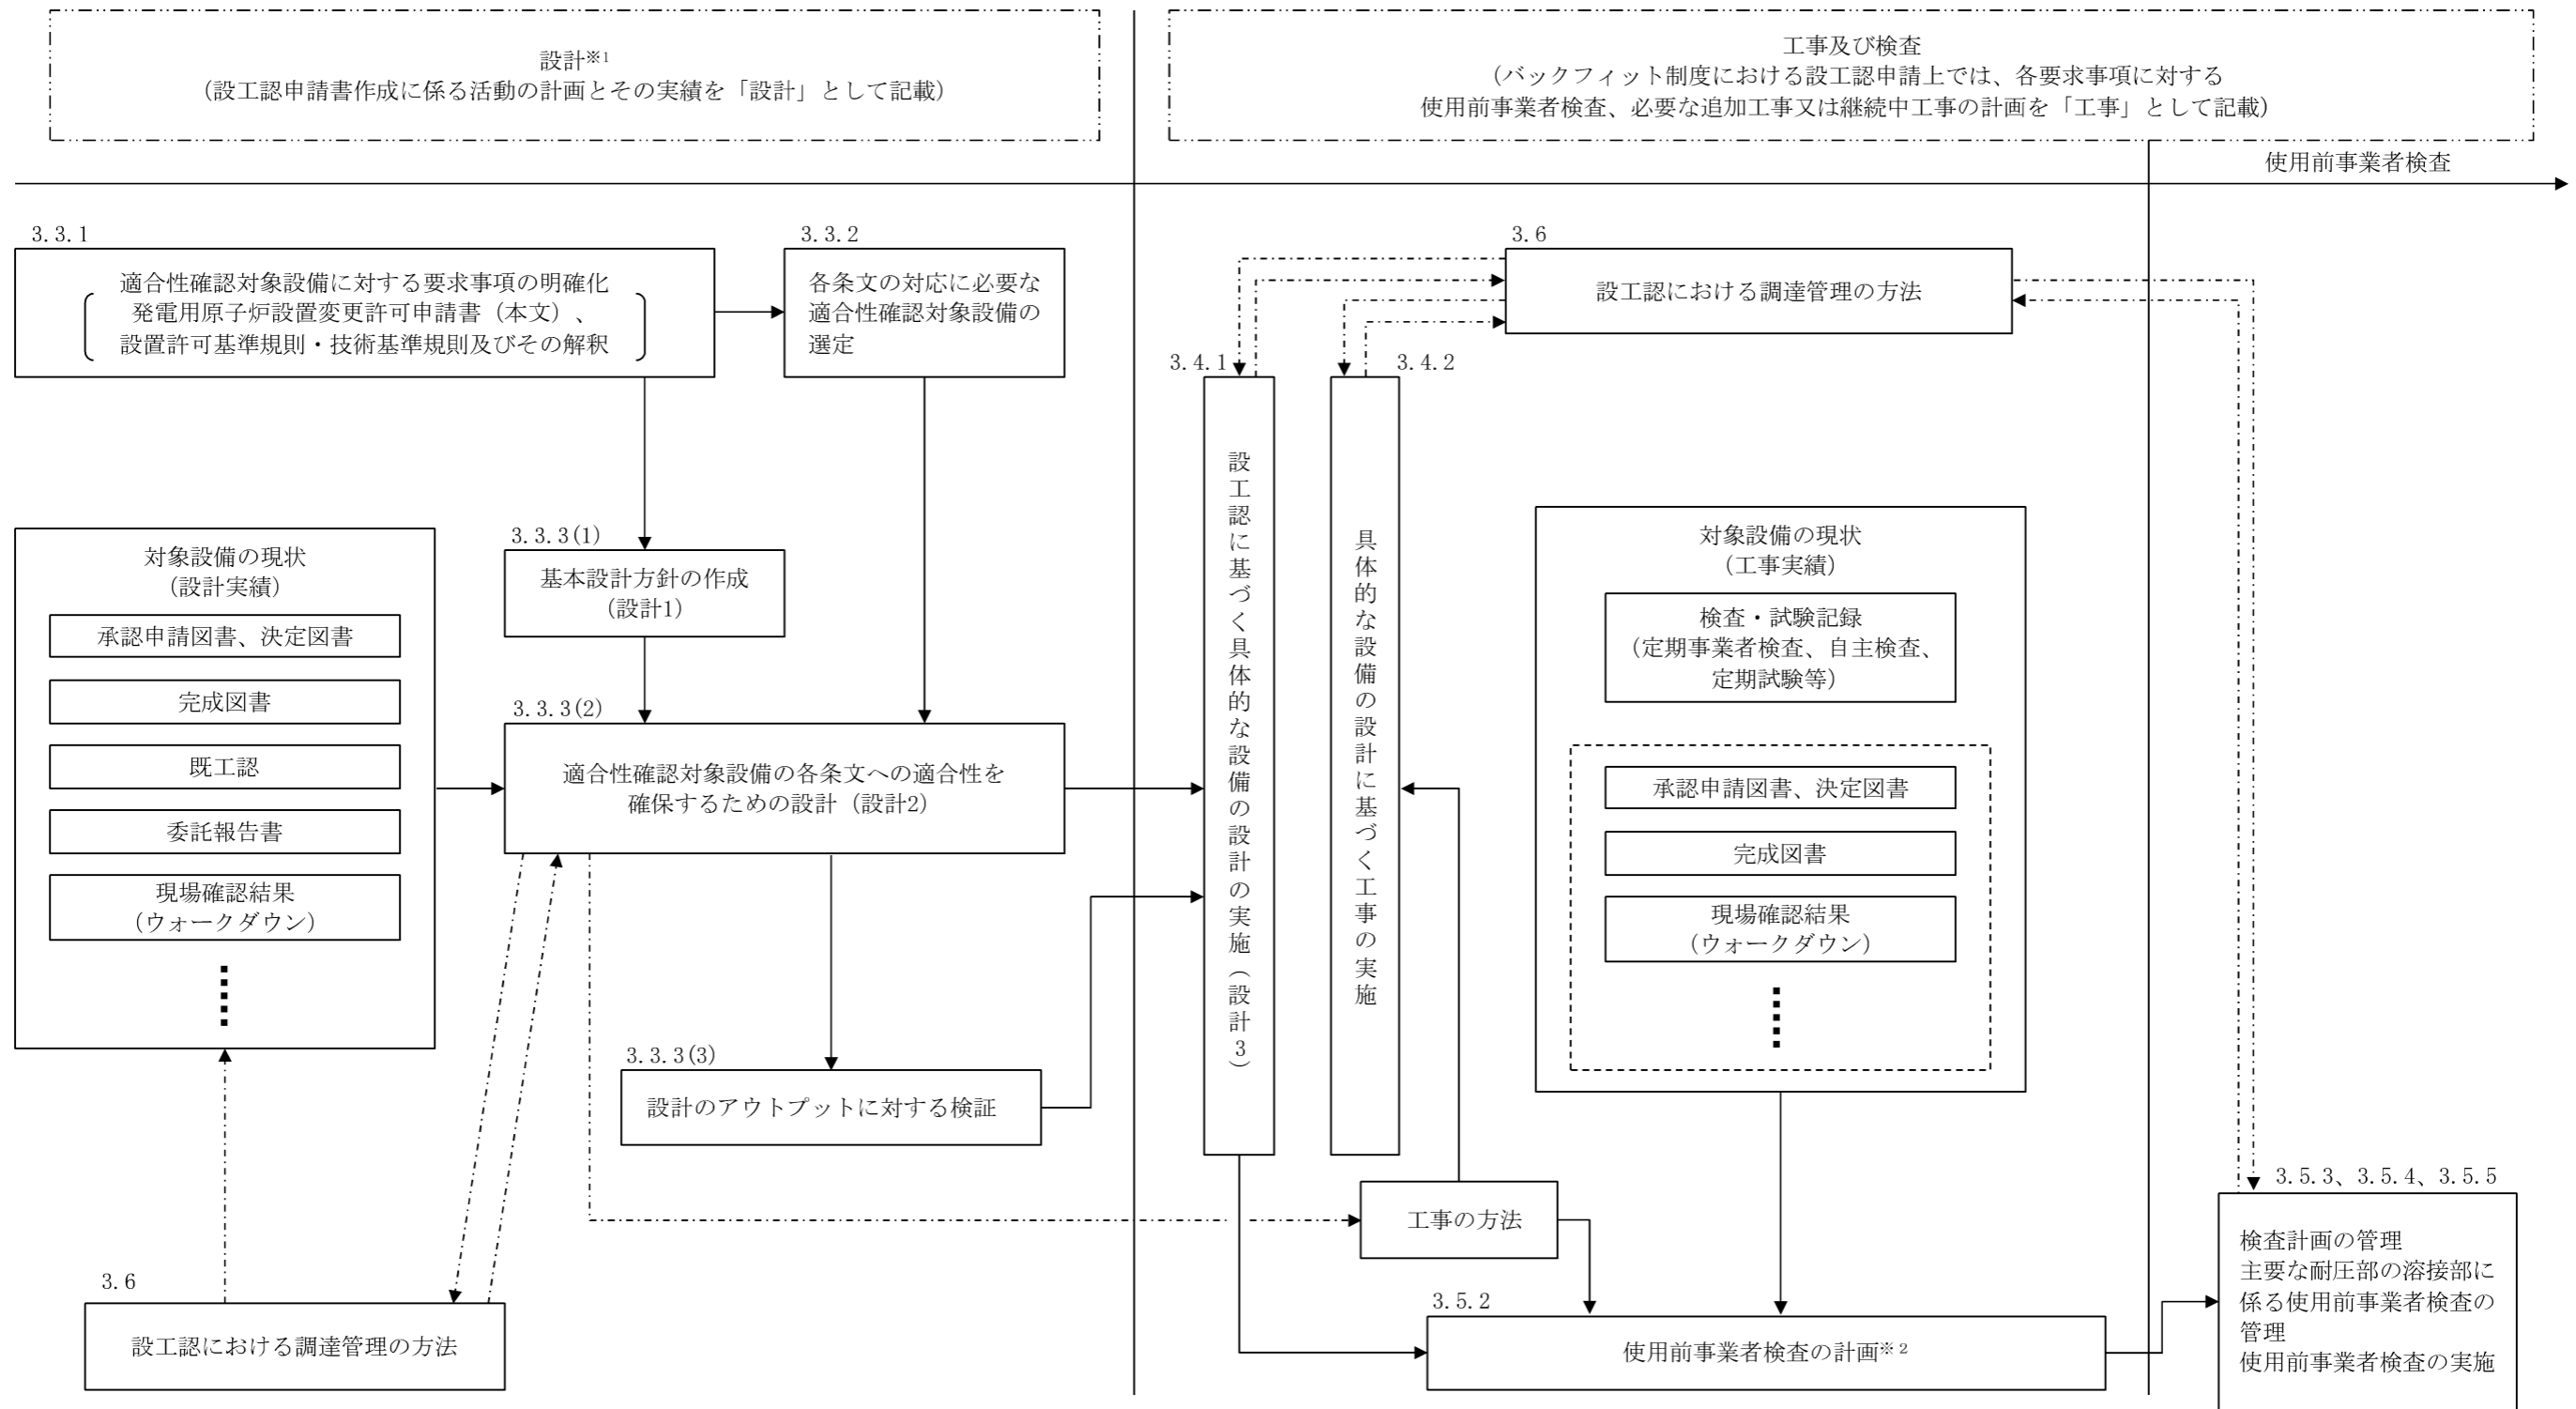 設計※1
（設工認申請書作成に係る活動の計画とその実績を「設計」として記載）
工事及び検査
（バックフィット制度における設工認申請上では、各要求事項に対する
使用前事業者検査、必要な追加工事又は継続中工事の計画を「工事」として記載）
使用前事業者検査
3.3.1
適合性確認対象設備に対する要求事項の明確化
発電用原子炉設置変更許可申請書（本文）、
設置許可基準規則・技術基準規則及びその解釈
3.3.2
各条文の対応に必要な
適合性確認対象設備の
選定
3.6
設工認における調達管理の方法
3.4.1
設工認に基づく具体的な設備の設計の実施（設計3）
3.4.2
具体的な設備の設計に基づく工事の実施
対象設備の現状
（設計実績）
承認申請図書、決定図書
完成図書
既工認
委託報告書
現場確認結果
（ウォークダウン）
3.3.3(1)
基本設計方針の作成
（設計1）
3.3.3(2)
適合性確認対象設備の各条文への適合性を
確保するための設計（設計2）
3.3.3(3)
設計のアウトプットに対する検証
対象設備の現状
（工事実績）
検査・試験記録
（定期事業者検査、自主検査、
定期試験等）
承認申請図書、決定図書
完成図書
現場確認結果
（ウォークダウン）
工事の方法
3.6
設工認における調達管理の方法
3.5.2
使用前事業者検査の計画※2
3.5.3、3.5.4、3.5.5
検査計画の管理
主要な耐圧部の溶接部に
係る使用前事業者検査の
管理
使用前事業者検査の実施